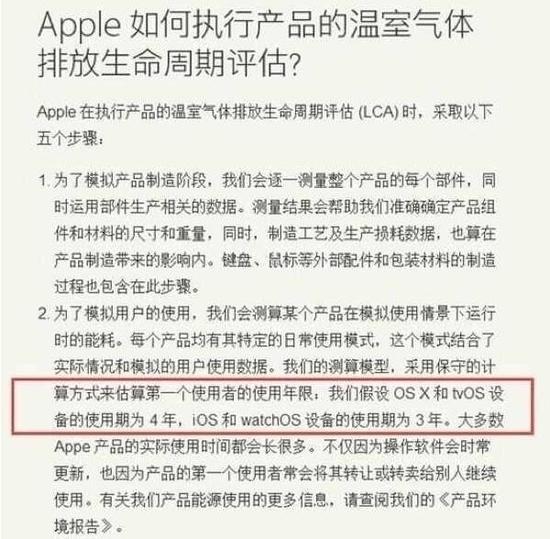 Apple 如何执行产品的温室气体
排放生命周期评估?
Apple 在执行产品的温室气体排放生命周期评估 (LCA) 时，采取以下
五个步骤：
1. 为了模拟产品制造阶段，我们会逐一测量整个产品的每个部件，同
时运用部件生产相关的数据。测量结果会帮助我们准确确定产品组
件和材料的尺寸和重量，同时，制造工艺及生产损耗数据，也算在
产品制造带来的影响内。键盘、鼠标等外部配件和包装材料的制造
过程也包含在此步骤。
2. 为了模拟用户的使用，我们会测算某个产品在模拟使用情景下运行
时的能耗。每个产品均有其特定的日常使用模式，这个模式结合了
实际情况和模拟的用户使用数据。我们的测算模型，采用保守的计
算方式来估算第一个使用者的使用年限：我们假设 OS X 和 tvOS 设
备的使用期为 4 年，iOS 和 watchOS 设备的使用期为 3 年。大多数
Appe 产品的实际使用时间都会长很多。不仅因为操作软件会时常
更新，也因为产品的第一个使用者常会将其转让或转卖给别人继续
使用。有关我们产品能源使用的更多信息，请查阅我们的《产品环
境报告》。